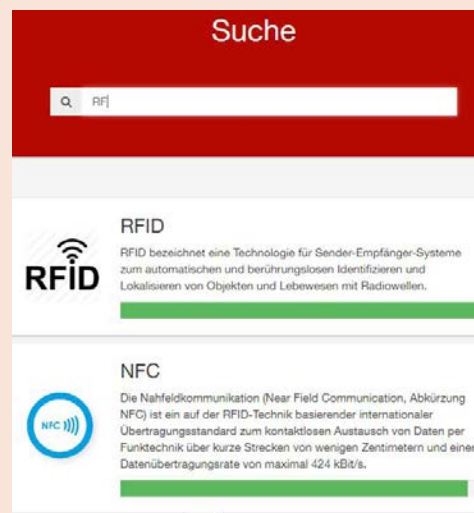 Suche
RF
RFID
RFID bezeichnet eine Technologie für Sender-Empfänger-Systeme
zum automatischen und berührungslosen Identifizieren und
Lokalisieren von Objekten und Lebewesen mit Radiowellen.
RFID
NFC
Die Nahfeldkommunikation (Near Field Communication, Abkürzung
NFC) ist ein auf der RFID-Technik basierender internationaler
Übertragungsstandard zum kontaktlosen Austausch von Daten per
Funktechnik über kurze Strecken von wenigen Zentimetern und einer
Datenübertragungsrate von maximal 424 kBit/s.
NFC